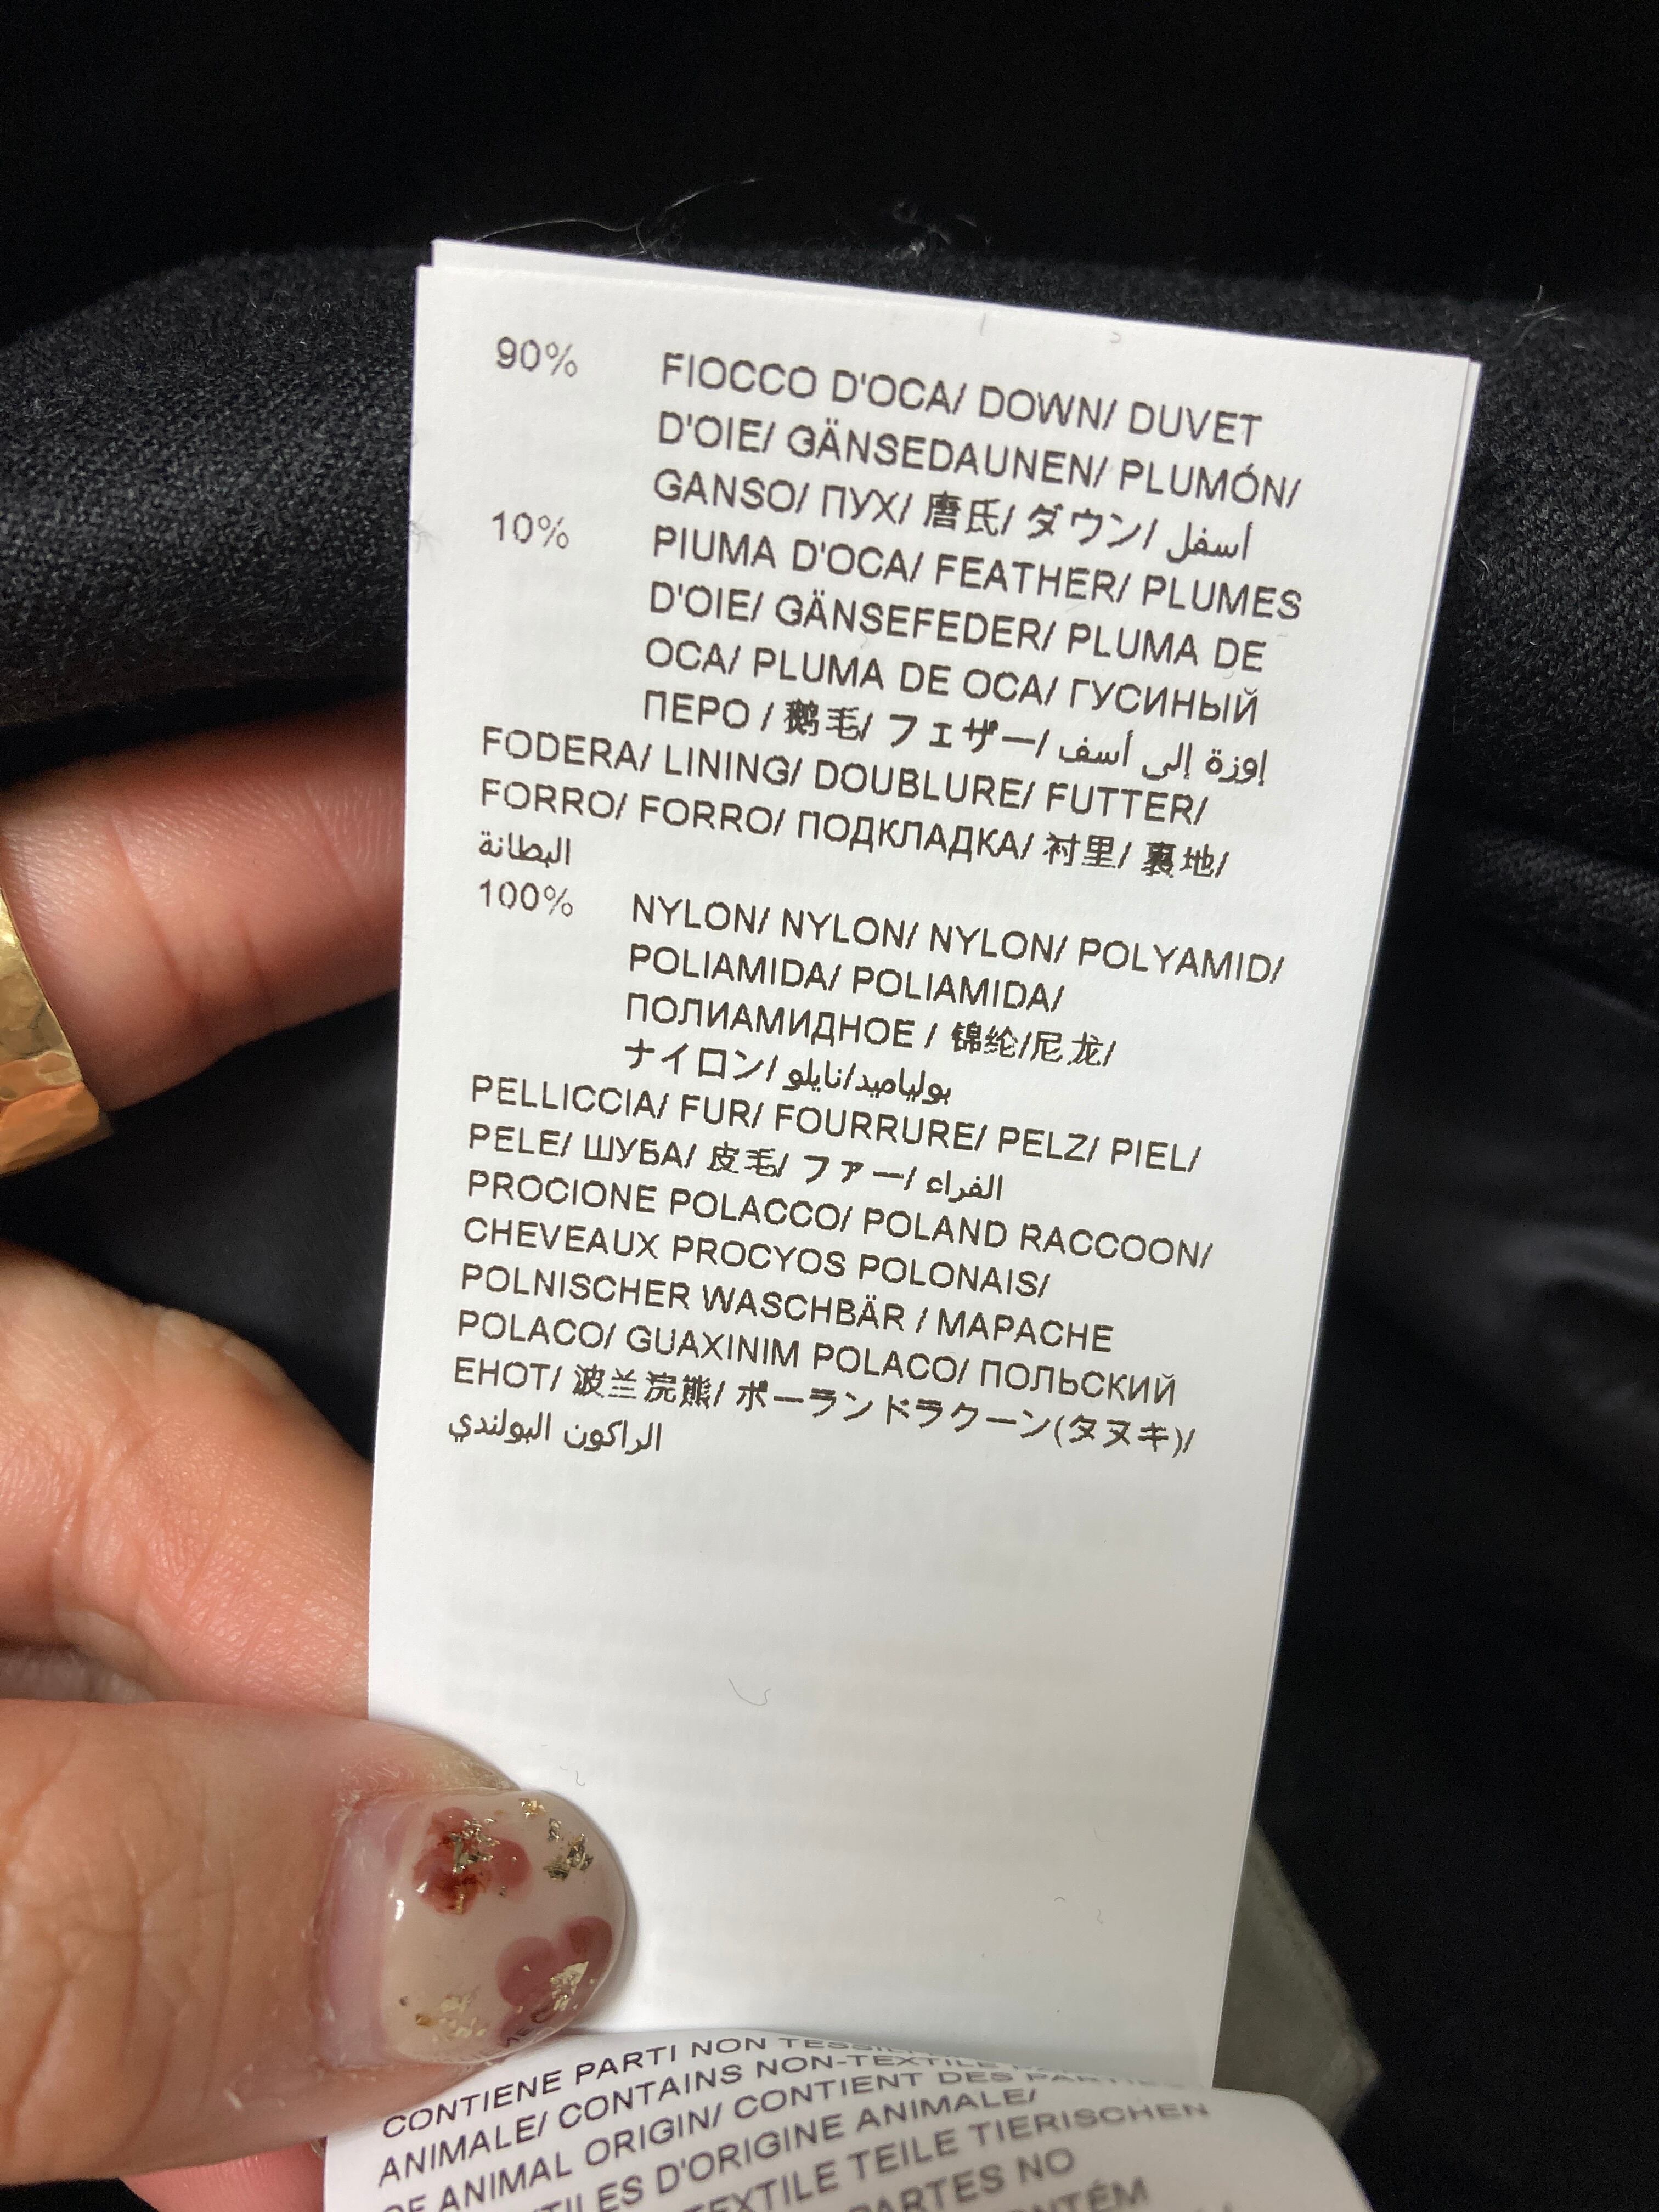 90% FIOCCO D'OCA/ DOWN/ DUVET
D'OIE/ GÄNSEDAUNEN/ PLUMÓN/
GANSO/ ПУХ/ 唐氏/ ダウン/ أسفل
10% PIUMA D'OCA/ FEATHER/ PLUMES
D'OIE/ GÄNSEFEDER/ PLUMA DE
OCA/ PLUMA DE OCA/ ГУСИНЫЙ
ПЕРО / 鹅毛/ フェザー/ إوزة إلى أسف
FODERA/ LINING/ DOUBLURE/ FUTTER/
FORRO/ FORRO/ ПОДКЛАДКА/ 衬里/ 裏地/
البطانة
100% NYLON/ NYLON/ NYLON/ POLYAMID/
POLIAMIDA/ POLIAMIDA/
ПОЛИАМИДНОЕ / 锦纶/尼龙/
ナイロン/ بولياميد/نايلو
PELLICCIA/ FUR/ FOURRURE/ PELZ/ PIEL/
PELE/ ШУБА/ 皮毛/ ファー/ الفراء
PROCIONE POLACCO/ POLAND RACCOON/
CHEVEAUX PROCYOS POLONAIS/
POLNISCHER WASCHBÄR / MAPACHE
POLACO/ GUAXINIM POLACO/ ПОЛЬСКИЙ
ЕНОТ/ 波兰浣熊/ ポーランドラクーン(タヌキ)/
الراكون البولندي
CONTIENE PARTI NON
ANIMALE/ CONTAINS NON-TEXTILE
OF ANIMAL ORIGIN/ CONTIENT DES PARTIES
D'ORIGINE ANIMALE/
TEILE TIERISCHEN
PARTES NO